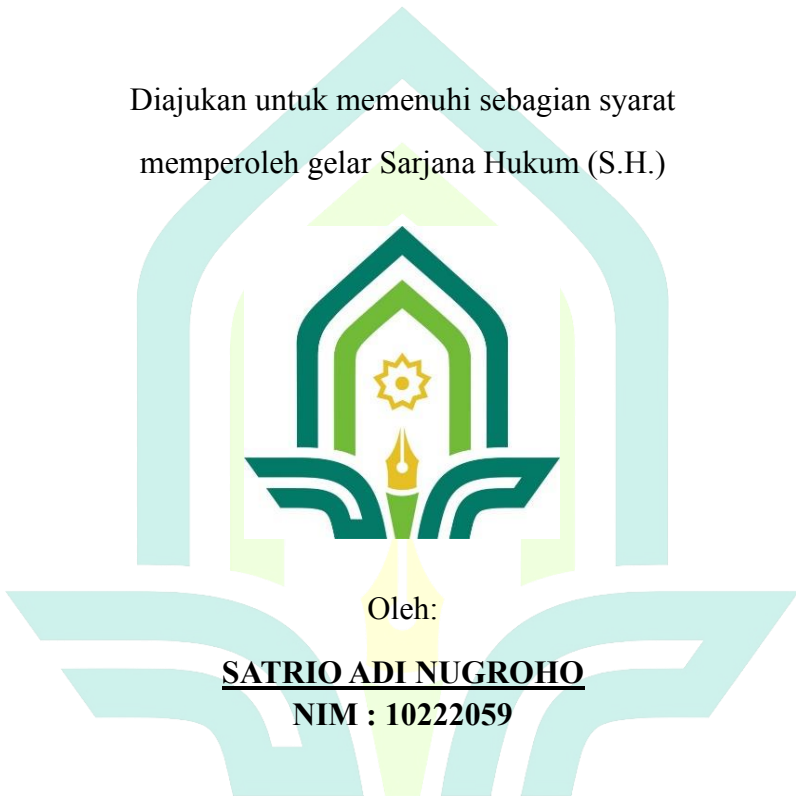 Diajukan untuk memenuhi sebagian syarat
memperoleh gelar Sarjana Hukum (S.H.)
Oleh:
SATRIO ADI NUGROHO
NIM : 10222059